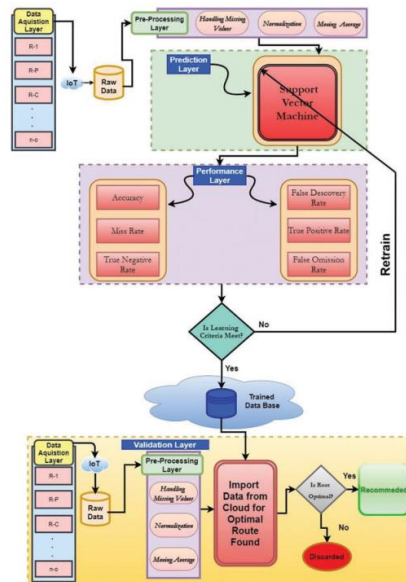 Data Aquistion
Layer
R-1
R-P
R-C
n-o
IoT
Raw
Data
Pre-Processing
Layer
Handling Missing
Values
Normalization
Moving Average
Prediction
Layer
Support
Vector
Machine
Performance
Layer
Accuracy
Miss Rate
True Negative
Rate
False Descovery
Rate
True Positive Rate
False Omission
Rate
Retrain
Is Learning
Criteria Meet?
No
Yes
Trained
Data Base
Data
Aquistion
Layer
R-1
R-P
R-C
n-o
IoT
Raw
Data
Validation Layer
Pre-Processing
Layer
Handling
Missing Values
Normalization
Moving Average
Import
Data from
Cloud for
Optimal
Route
Found
Is Rout
Optimal?
Yes
Recommeded
No
Discarded